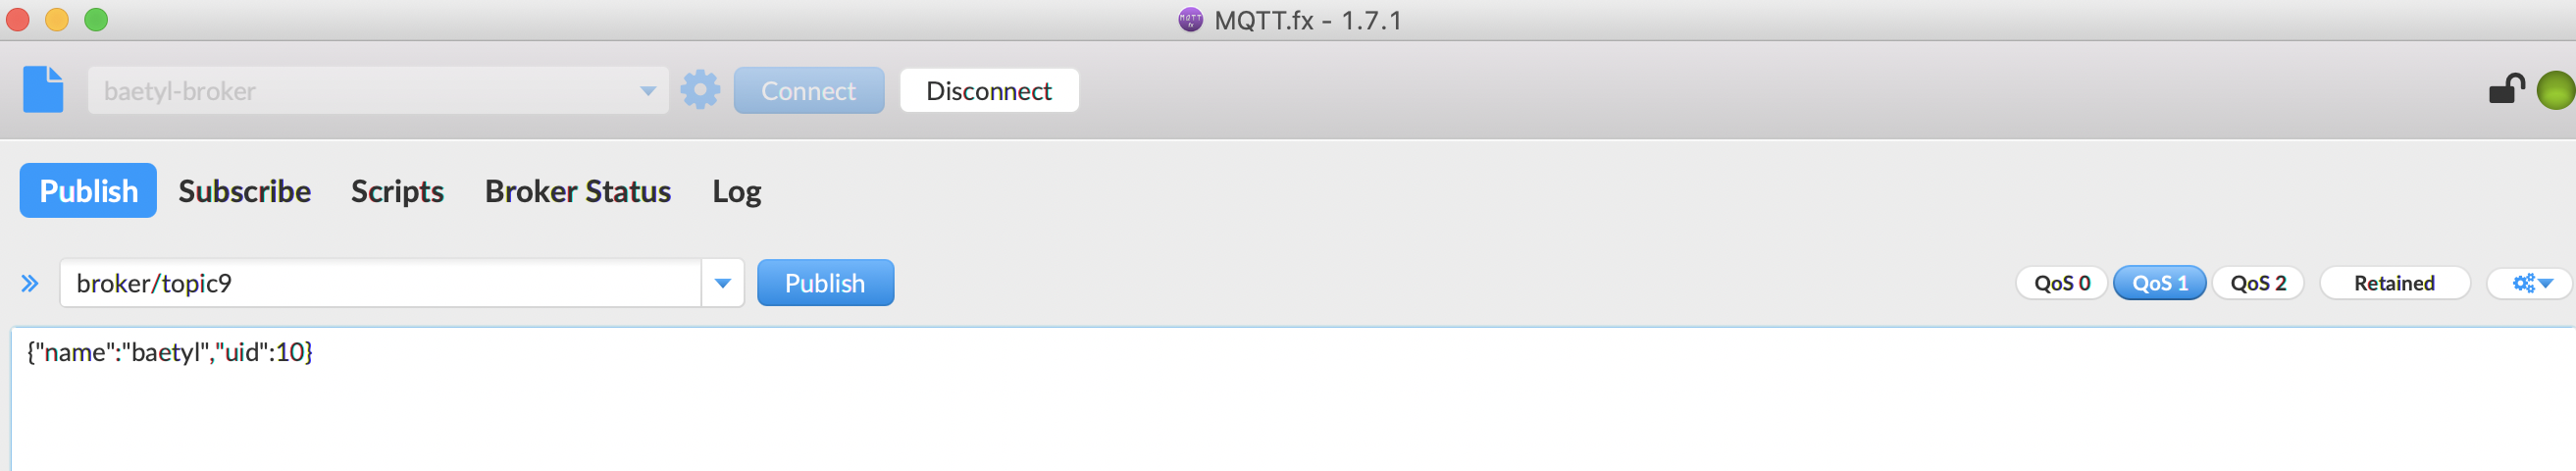 MQTT.fx - 1.7.1
baetyl-broker Connect Disconnect
Publish Subscribe Scripts Broker Status Log
broker/topic9 Publish QoS 0 QoS 1 QoS 2 Retained
{"name":"baetyl","uid":10}